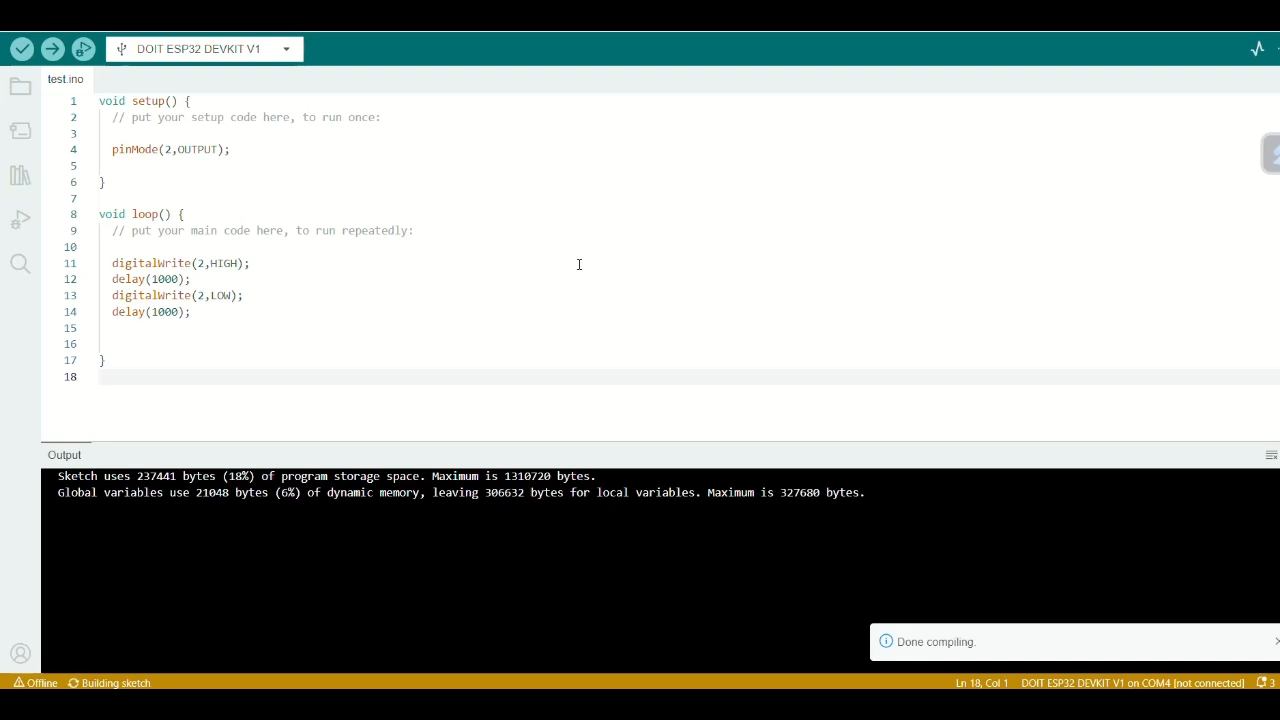 DOIT ESP32 DEVKIT V1
test.ino
1 void setup() {
2 // put your setup code here, to run once:
3
4 pinMode(2,OUTPUT);
5
6 }
7
8 void loop() {
9 // put your main code here, to run repeatedly:
10
11 digitalWrite(2,HIGH);
12 delay(1000);
13 digitalWrite(2,LOW);
14 delay(1000);
15
16
17 }
18
Output
Sketch uses 237441 bytes (18%) of program storage space. Maximum is 1310720 bytes.
Global variables use 21048 bytes (6%) of dynamic memory, leaving 306632 bytes for local variables. Maximum is 327680 bytes.
Done compiling.
Offline Building sketch Ln 18, Col 1 DOIT ESP32 DEVKIT V1 on COM4 [not connected] 3